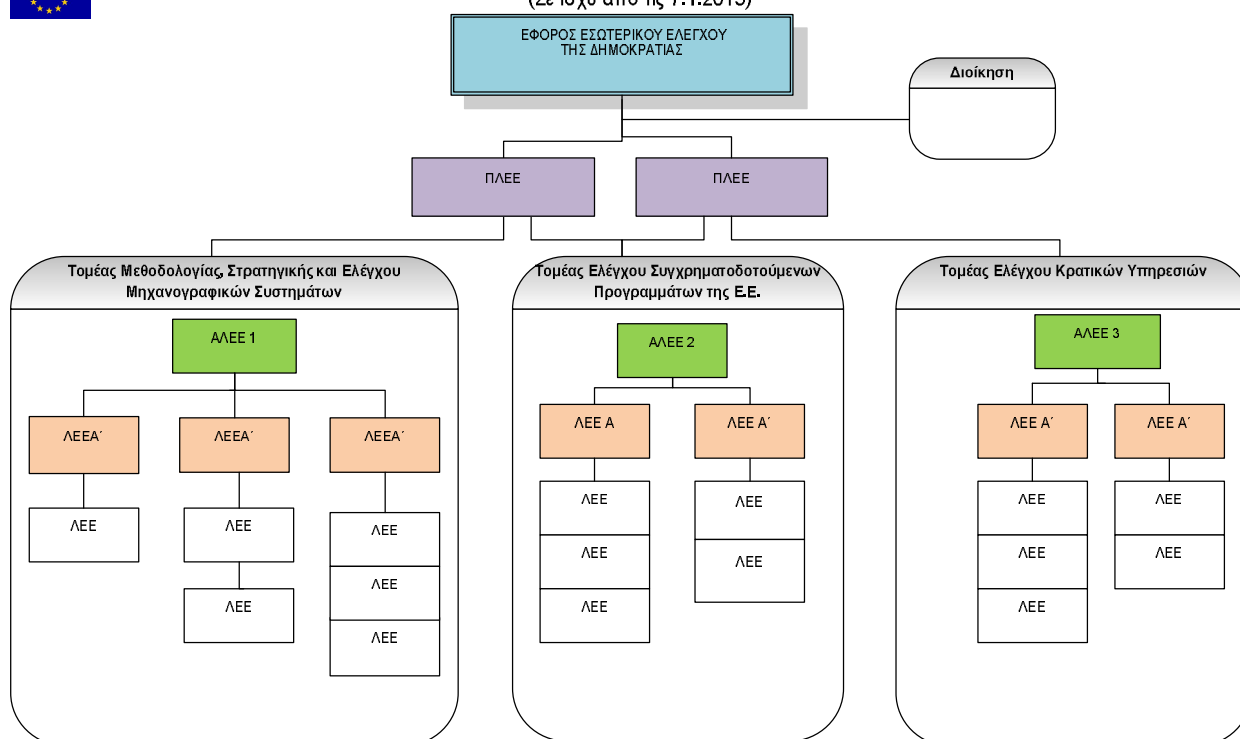 ΕΦΟΡΟΣ ΕΣΩΤΕΡΙΚΟΥ ΕΛΕΓΧΟΥ
ΤΗΣ ΔΗΜΟΚΡΑΤΙΑΣ
Διοίκηση
ΠΛΕΕ
ΠΛΕΕ
Τομέας Μεθοδολογίας, Στρατηγικής και Ελέγχου
Μηχανογραφικών Συστημάτων
ΑΛΕΕ 1
ΛΕΕΑ΄
ΛΕΕΑ΄
ΛΕΕΑ΄
ΛΕΕ
ΛΕΕ
ΛΕΕ
ΛΕΕ
ΛΕΕ
ΛΕΕ
Τομέας Ελέγχου Συγχρηματοδοτούμενων
Προγραμμάτων της Ε.Ε.
ΑΛΕΕ 2
ΛΕΕ Α
ΛΕΕ Α΄
ΛΕΕ
ΛΕΕ
ΛΕΕ
ΛΕΕ
ΛΕΕ
Τομέας Ελέγχου Κρατικών Υπηρεσιών
ΑΛΕΕ 3
ΛΕΕ Α΄
ΛΕΕ Α΄
ΛΕΕ
ΛΕΕ
ΛΕΕ
ΛΕΕ
ΛΕΕ